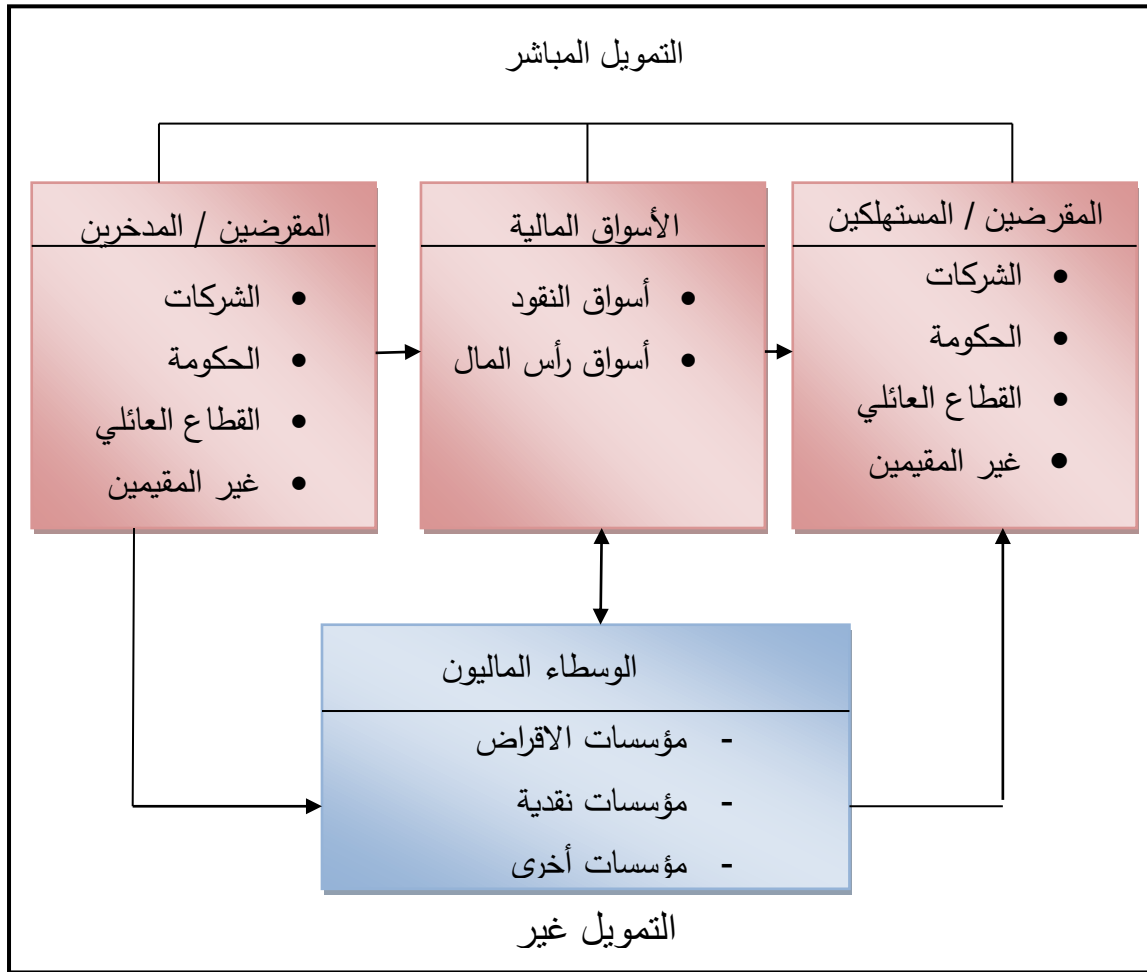 التمويل المباشر
المقرضين / المستهلكين
• الشركات
• الحكومة
• القطاع العائلي
• غير المقيمين
الأسواق المالية
• أسواق النقود
• أسواق رأس المال
المقرضين / المدخرين
• الشركات
• الحكومة
• القطاع العائلي
• غير المقيمين
الوسطاء الماليون
- مؤسسات الاقراض
- مؤسسات نقدية
- مؤسسات أخرى
التمويل غير